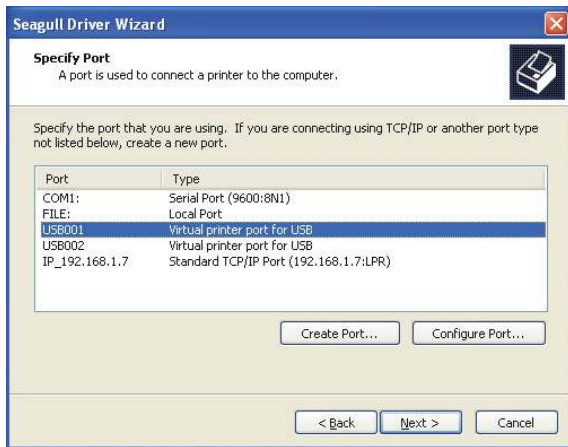 Seagull Driver Wizard
Specify Port
A port is used to connect a printer to the computer.
Specify the port that you are using. If you are connecting using TCP/IP or another port type
not listed below, create a new port.
Port Type
COM1: Serial Port (9600:8N1)
FILE: Local Port
USB001 Virtual printer port for USB
USB002 Virtual printer port for USB
IP_192.168.1.7 Standard TCP/IP Port (192.168.1.7:LPR)
Create Port... Configure Port...
< Back Next > Cancel